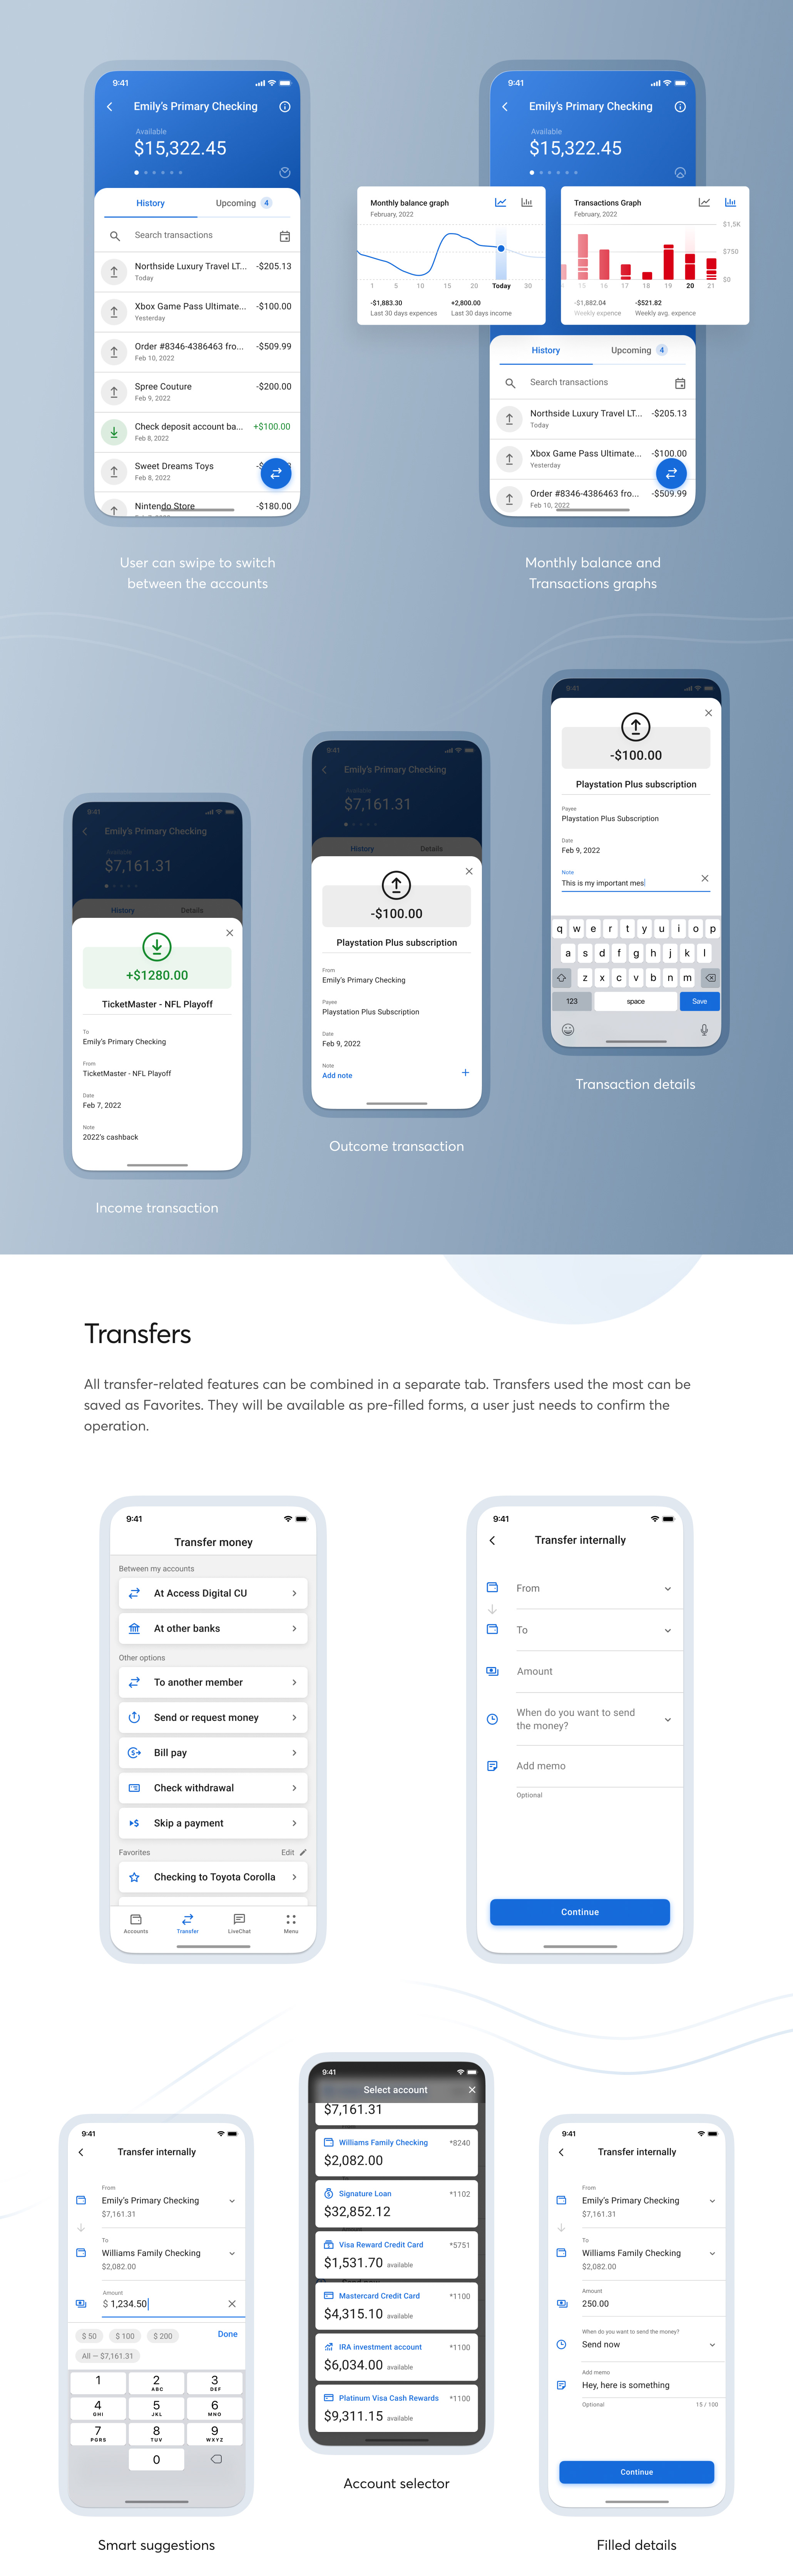 9:41
Emily's Primary Checking
Available
$15,322.45
History
Upcoming 4
Search transactions
Northside Luxury Travel LT... -$205.13
Today
Xbox Game Pass Ultimate... -$100.00
Yesterday
Order #8346-4386463 fro... -$509.99
Feb 10, 2022
Spree Couture -$200.00
Feb 9, 2022
Check deposit account ba... +$100.00
Feb 8, 2022
Sweet Dreams Toys
Feb 8, 2022
Nintendo Store -$180.00
User can swipe to switch
between the accounts
9:41
Emily's Primary Checking
Available
$15,322.45
Monthly balance graph
February, 2022
1 5 10 15 20 Today 30
-$1,883.30 +2,800.00
Last 30 days expences Last 30 days income
Transactions Graph
February, 2022
$1,5K
$750
$0
15 16 17 18 19 20 21
-$1,882.04 -$521.82
Weekly expence Weekly avg. expence
History
Upcoming 4
Search transactions
Northside Luxury Travel LT... -$205.13
Today
Xbox Game Pass Ultimate... -$100.00
Yesterday
Order #8346-4386463 fro... -$509.99
Feb 10, 2022
Monthly balance and
Transactions graphs
9:41
Emily's Primary Checking
Available
$7,161.31
History Details
+$1280.00
TicketMaster - NFL Playoff
To
Emily's Primary Checking
From
TicketMaster - NFL Playoff
Date
Feb 7, 2022
Note
2022's cashback
Income transaction
9:41
Emily's Primary Checking
Available
$7,161.31
History Details
-$100.00
Playstation Plus subscription
From
Emily's Primary Checking
Payee
Playstation Plus Subscription
Date
Feb 9, 2022
Note
Add note
Outcome transaction
9:41
-$100.00
Playstation Plus subscription
Payee
Playstation Plus Subscription
Date
Feb 9, 2022
Note
This is my important mes
q w e r t y u i o p
a s d f g h j k l
z x c v b n m
123 space Save
Transaction details
Transfers
All transfer-related features can be combined in a separate tab. Transfers used the most can be
saved as Favorites. They will be available as pre-filled forms, a user just needs to confirm the
operation.
9:41
Transfer money
Between my accounts
At Access Digital CU
At other banks
Other options
To another member
Send or request money
Bill pay
Check withdrawal
Skip a payment
Favorites Edit
Checking to Toyota Corolla
Accounts Transfer LiveChat Menu
9:41
Transfer internally
From
To
Amount
When do you want to send
the money?
Add memo
Optional
Continue
9:41
Transfer internally
From
Emily's Primary Checking
$7,161.31
To
Williams Family Checking
$2,082.00
Amount
$ 1,234.50
$ 50 $ 100 $ 200 Done
All — $7,161.31
1 2 3
ABC DEF
4 5 6
GHI JKL MNO
7 8 9
PGRS TUV WXYZ
0
Smart suggestions
9:41
Select account
$7,161.31
Williams Family Checking *8240
$2,082.00
Signature Loan *1102
$32,852.12
Visa Reward Credit Card *5751
$1,531.70 available
Mastercard Credit Card *1100
$4,315.10 available
IRA investment account *1100
$6,034.00 available
Platinum Visa Cash Rewards *1100
$9,311.15 available
Account selector
9:41
Transfer internally
From
Emily's Primary Checking
$7,161.31
To
Williams Family Checking
$2,082.00
Amount
250.00
When do you want to send the money?
Send now
Add memo
Hey, here is something
Optional 15 / 100
Continue
Filled details